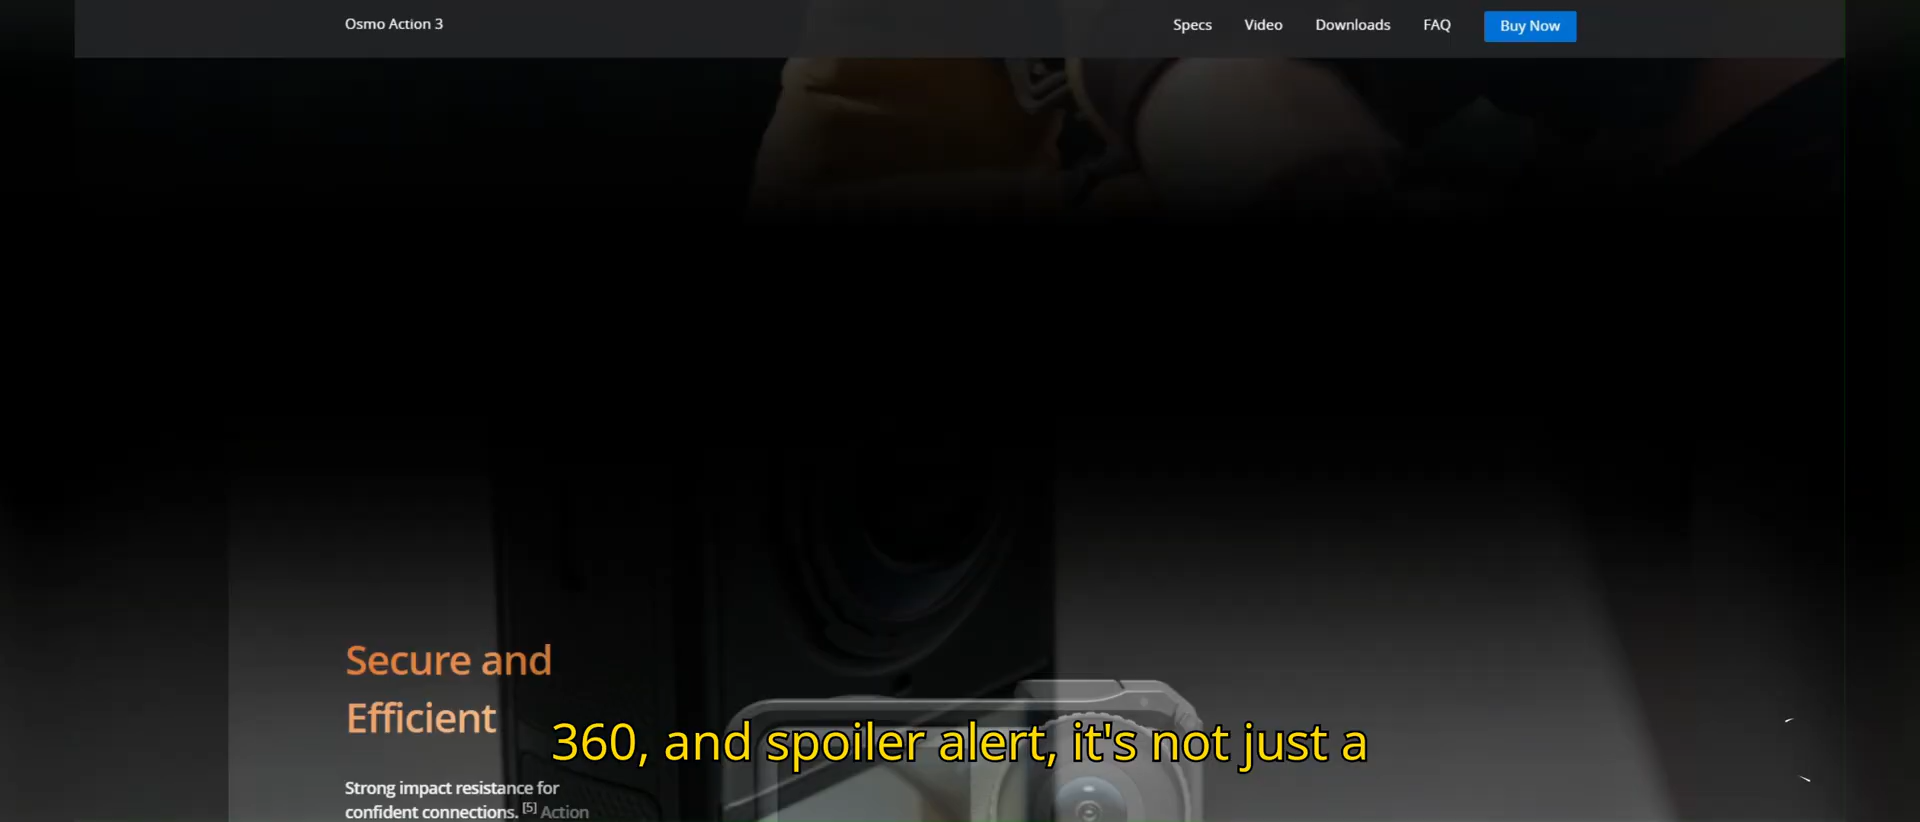 Osmo Action 3
Specs Video Downloads FAQ Buy Now
Secure and
Efficient
360, and spoiler alert, it's not just a
Strong impact resistance for
confident connections. [5] Action